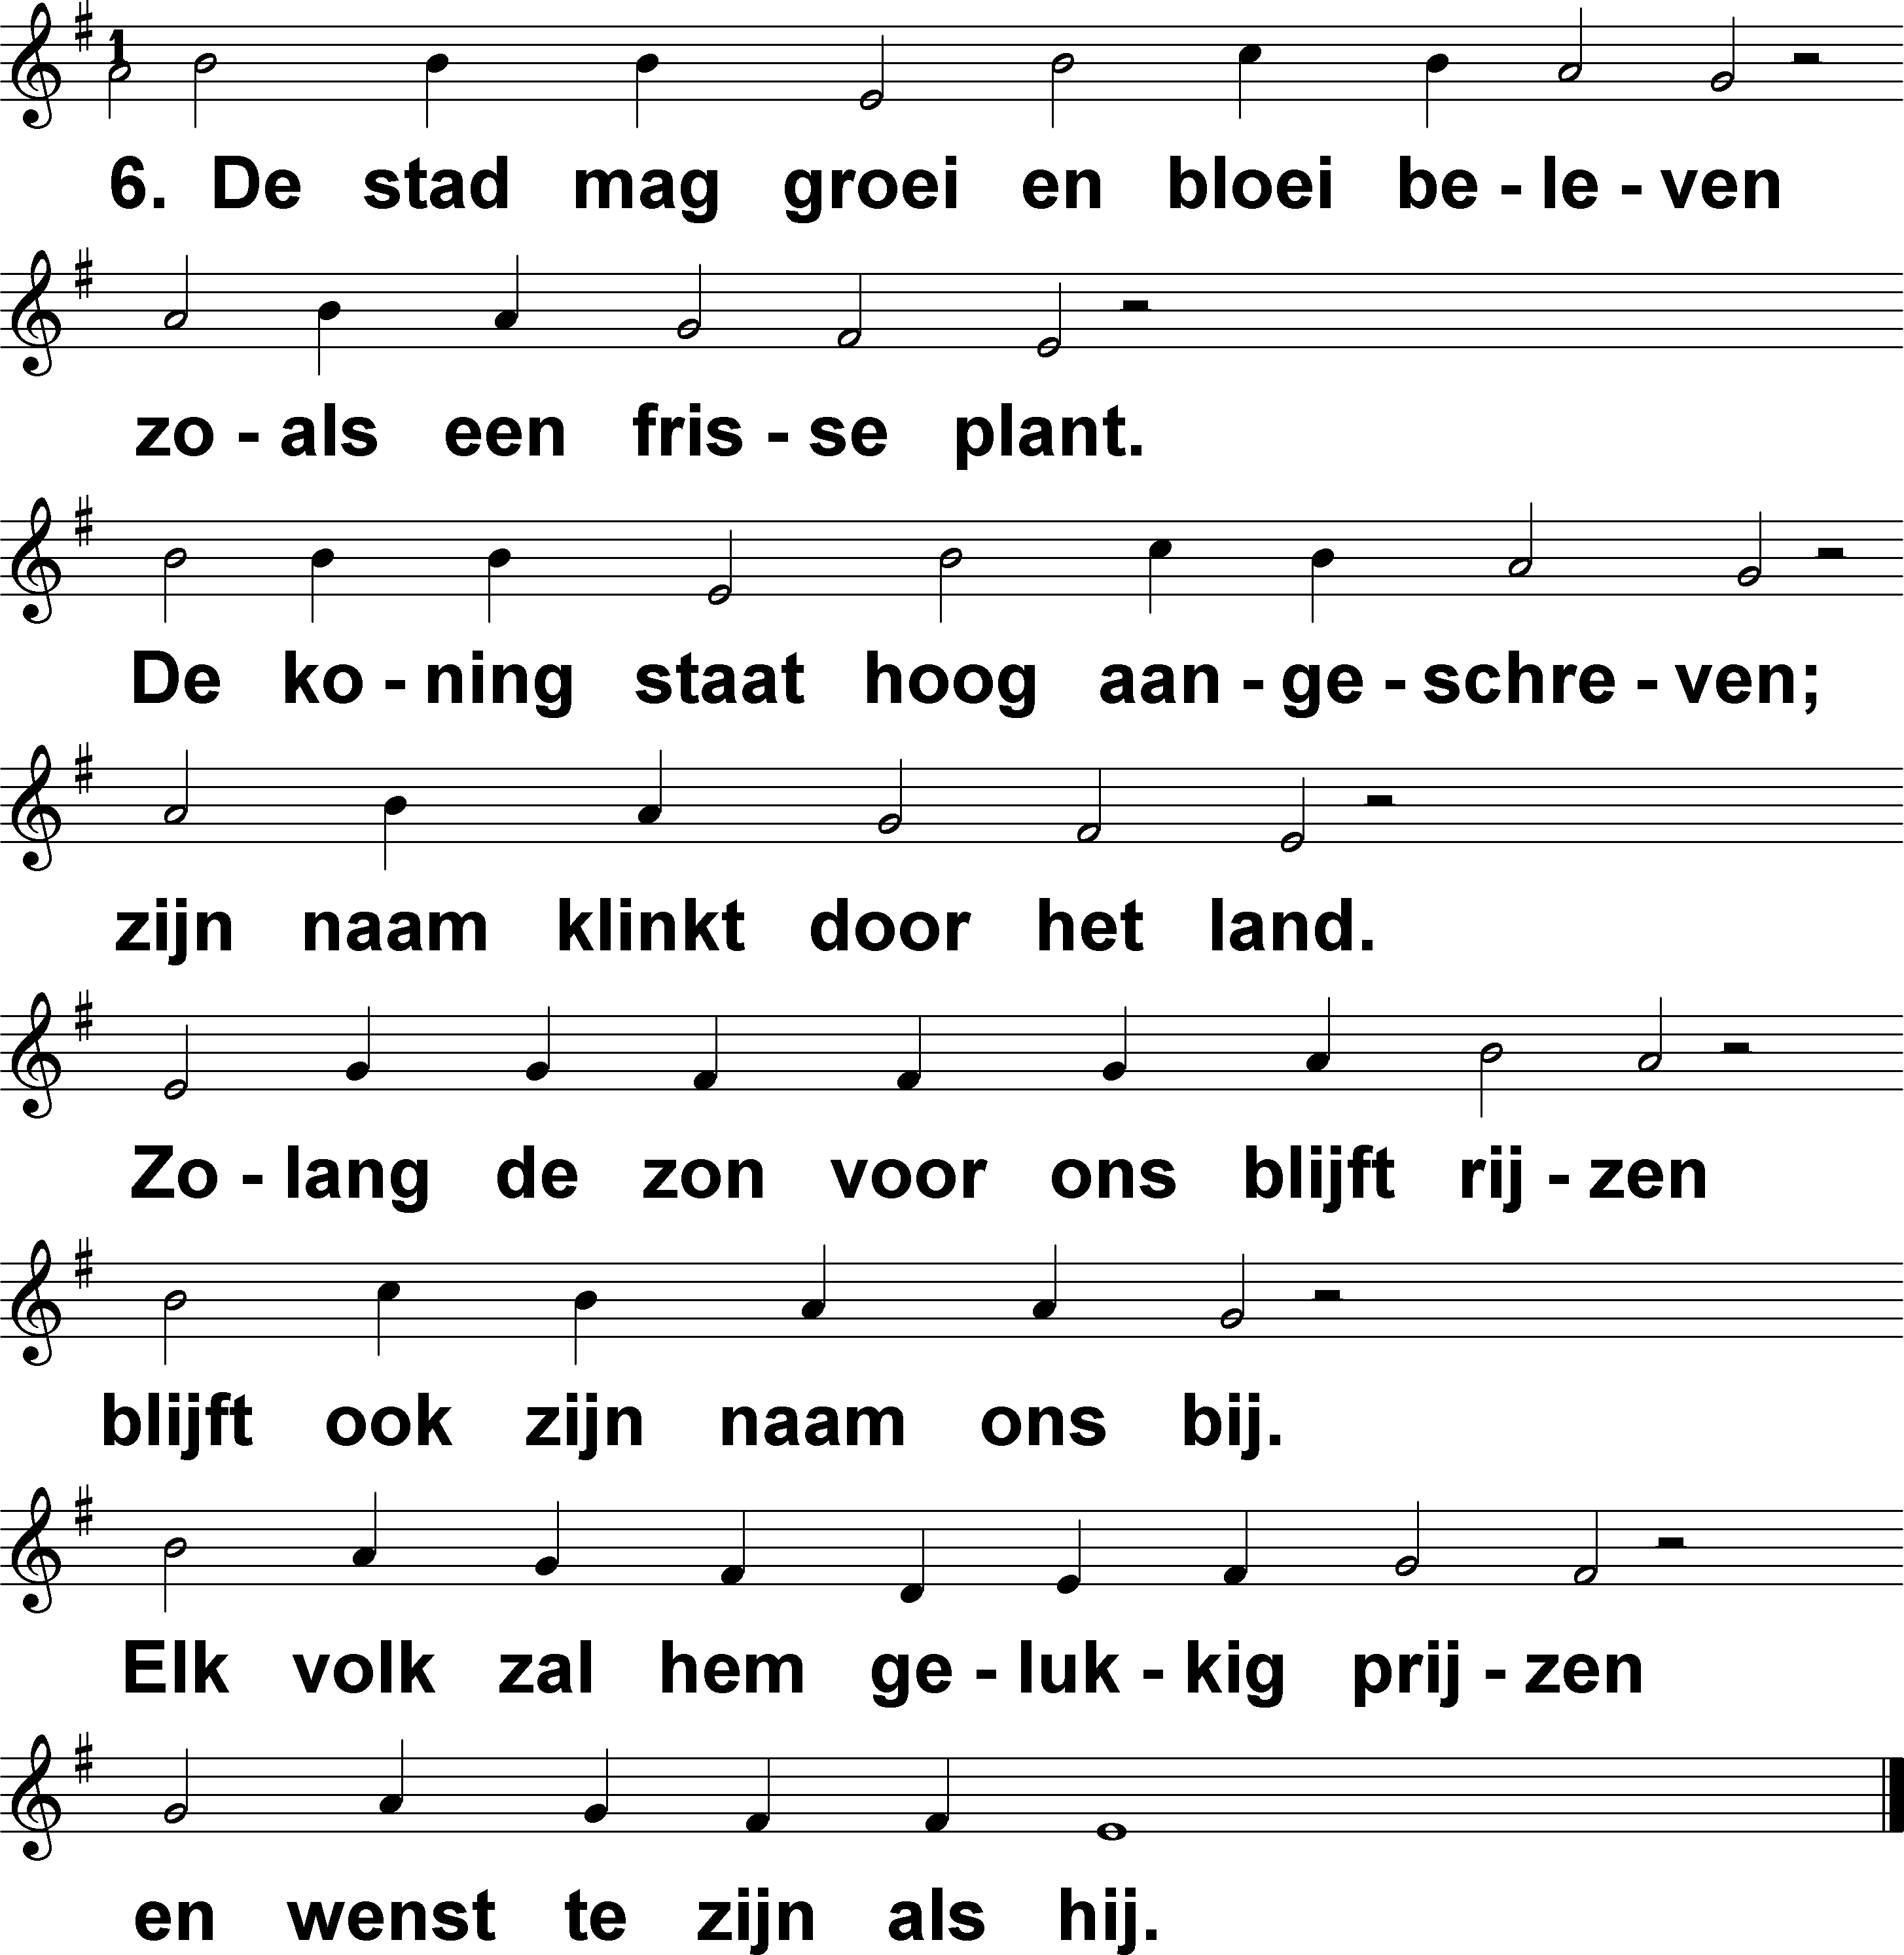 1
6. De stad mag groei en bloei be - le - ven
zo - als een fris - se plant.
De ko - ning staat hoog aan - ge - schre - ven;
zijn naam klinkt door het land.
Zo - lang de zon voor ons blijft rij - zen
blijft ook zijn naam ons bij.
Elk volk zal hem ge - luk - kig prij - zen
en wenst te zijn als hij.